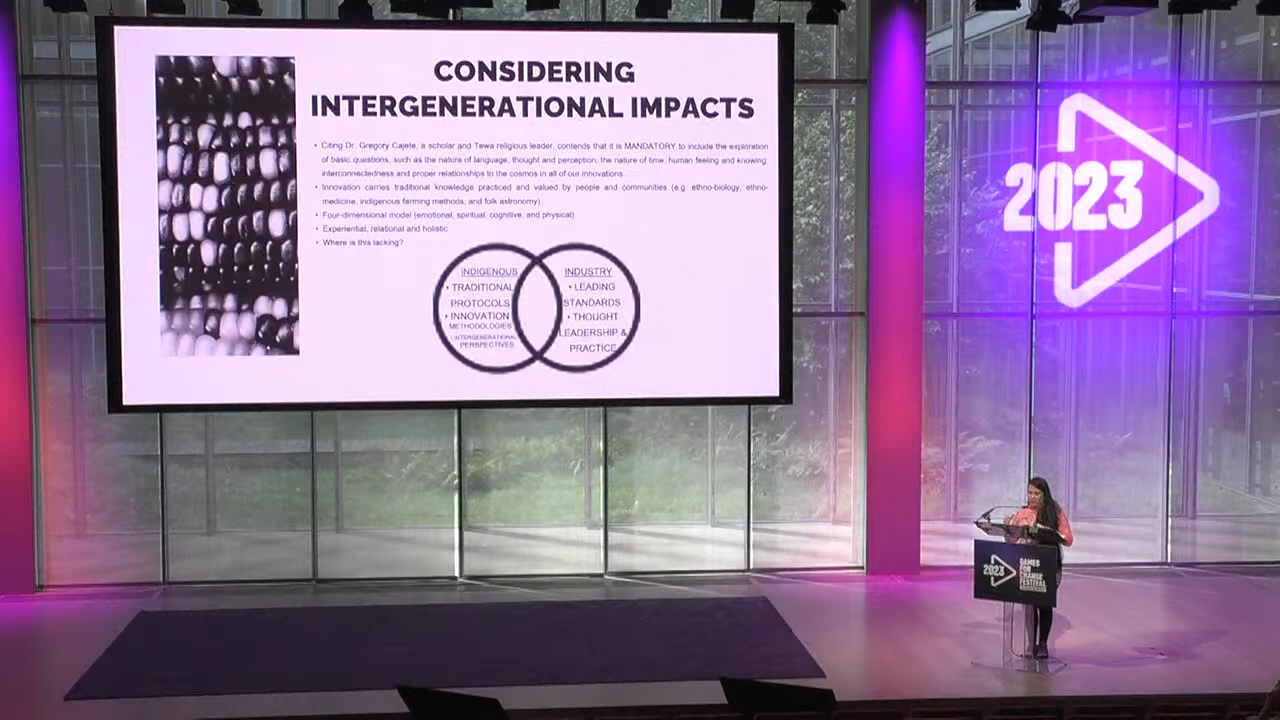 CONSIDERING
INTERGENERATIONAL IMPACTS
• Citing Dr. Gregory Cajete, a scholar and Tewa religious leader, contends that it is MANDATORY to include the exploration
of basic questions, such as the nature of language, thought and perception, the nature of time, human feeling and knowing,
interconnectedness and proper relationships to the cosmos in all of our innovations.
• Innovation carries traditional knowledge practiced and valued by people and communities (e.g. ethno-biology, ethno-
medicine, indigenous farming methods, and folk astronomy).
• Four-dimensional model (emotional, spiritual, cognitive, and physical)
• Experiential, relational and holistic
• Where is this lacking?
INDIGENOUS
• TRADITIONAL
PROTOCOLS
• INNOVATION
METHODOLOGIES
• INTERGENERATIONAL
PERSPECTIVES
INDUSTRY
• LEADING
STANDARDS
• THOUGHT
LEADERSHIP &
PRACTICE
2023
2023
GAMES
FOR
CHANGE
FESTIVAL